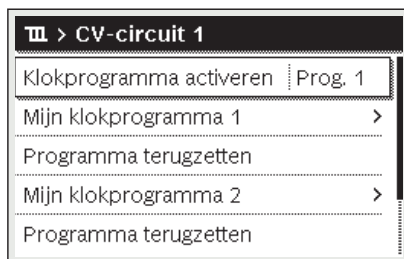 > CV-circuit 1
Klokprogramma activeren Prog. 1
Mijn klokprogramma 1 >
Programma terugzetten
Mijn klokprogramma 2 >
Programma terugzetten